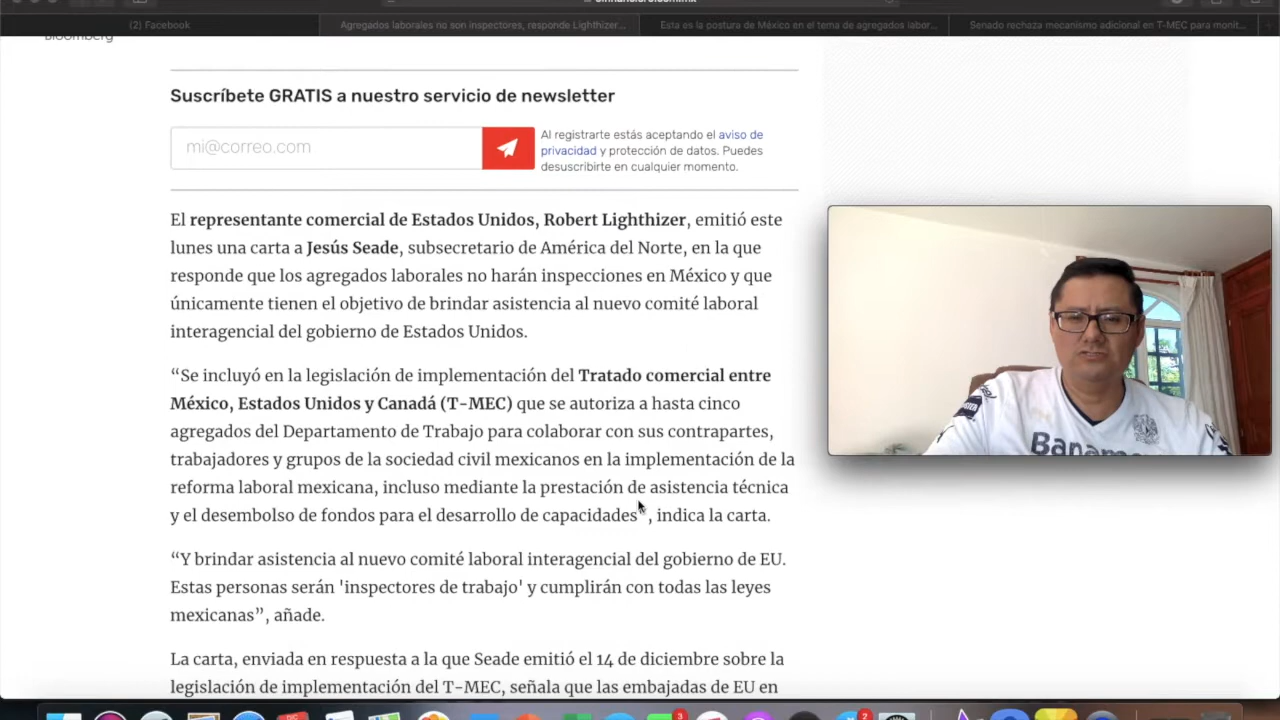 elfinanciero.com.mx
(2) Facebook
Agregados laborales no son inspectores, responde Lighthizer...
Esta es la postura de México en el tema de agregados labor...
Senado rechaza mecanismo adicional en T-MEC para monit...
Bloomberg
Suscríbete GRATIS a nuestro servicio de newsletter
mi@correo.com
Al registrarte estás aceptando el aviso de
privacidad y protección de datos. Puedes
desuscribirte en cualquier momento.
El representante comercial de Estados Unidos, Robert Lighthizer, emitió este
lunes una carta a Jesús Seade, subsecretario de América del Norte, en la que
responde que los agregados laborales no harán inspecciones en México y que
únicamente tienen el objetivo de brindar asistencia al nuevo comité laboral
interagencial del gobierno de Estados Unidos.
“Se incluyó en la legislación de implementación del Tratado comercial entre
México, Estados Unidos y Canadá (T-MEC) que se autoriza a hasta cinco
agregados del Departamento de Trabajo para colaborar con sus contrapartes,
trabajadores y grupos de la sociedad civil mexicanos en la implementación de la
reforma laboral mexicana, incluso mediante la prestación de asistencia técnica
y el desembolso de fondos para el desarrollo de capacidades”, indica la carta.
“Y brindar asistencia al nuevo comité laboral interagencial del gobierno de EU.
Estas personas serán 'inspectores de trabajo' y cumplirán con todas las leyes
mexicanas”, añade.
La carta, enviada en respuesta a la que Seade emitió el 14 de diciembre sobre la
legislación de implementación del T-MEC, señala que las embajadas de EU en
Banam
3
2